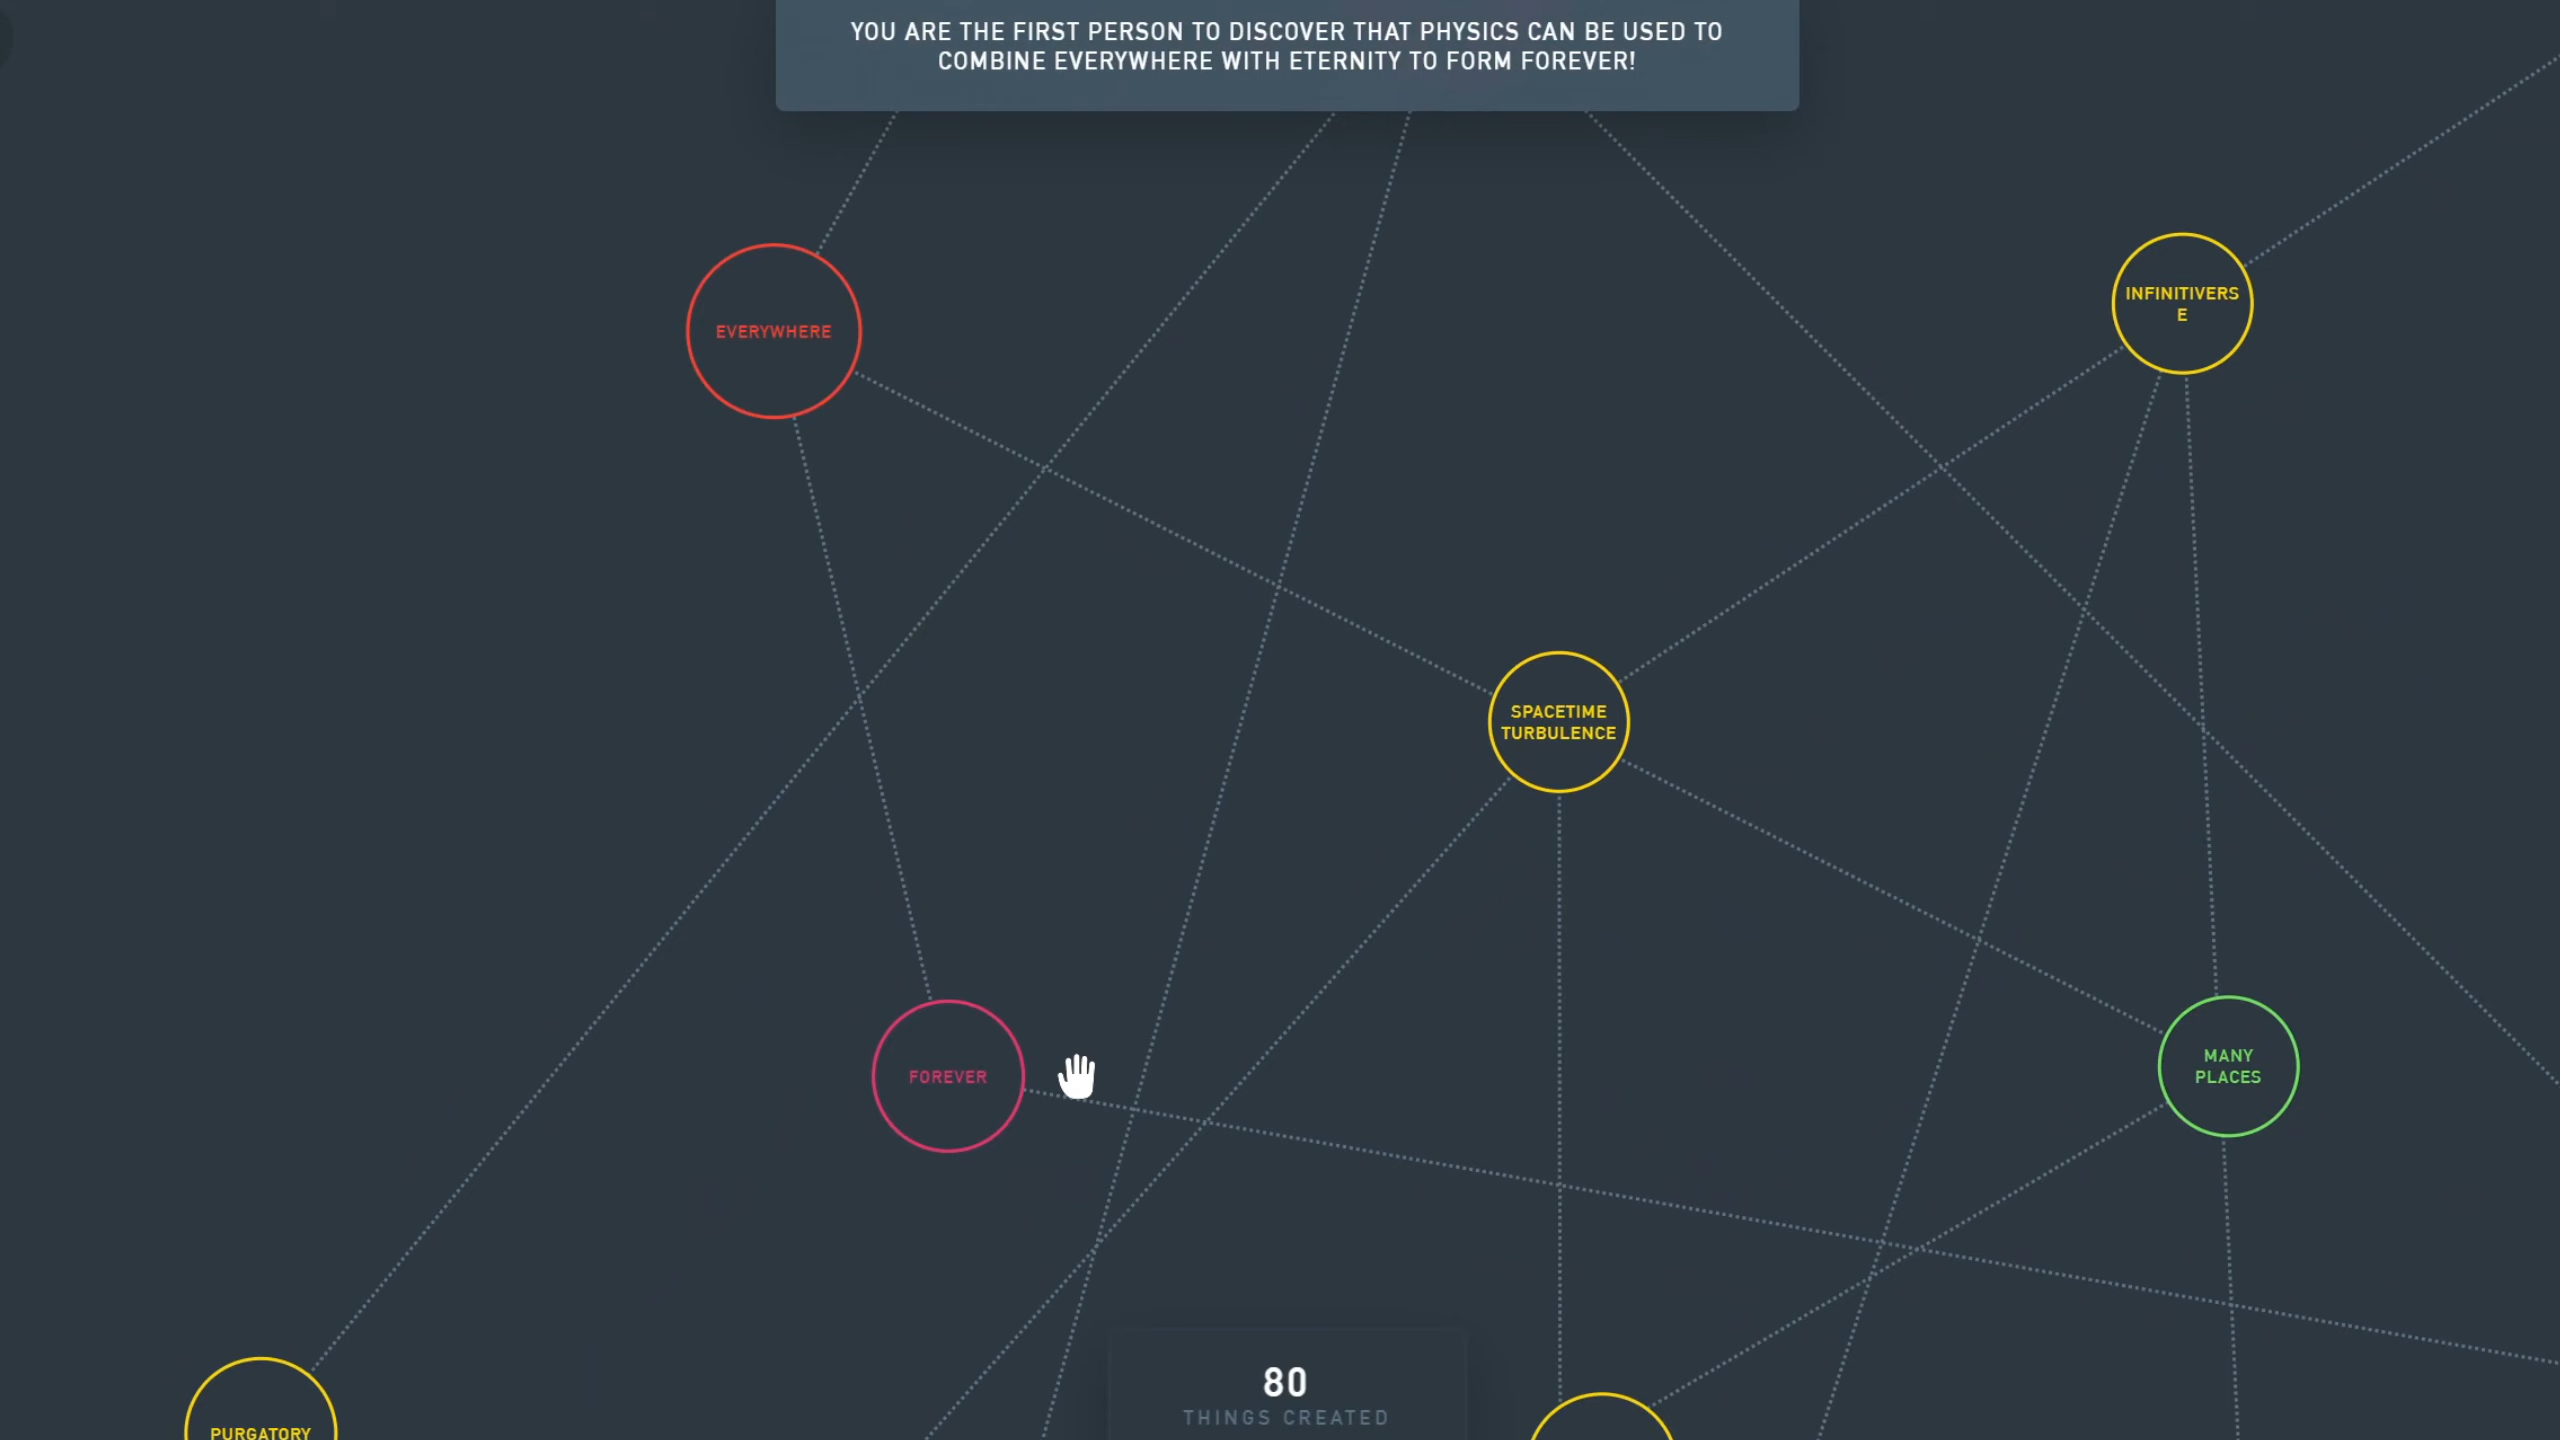 YOU ARE THE FIRST PERSON TO DISCOVER THAT PHYSICS CAN BE USED TO
COMBINE EVERYWHERE WITH ETERNITY TO FORM FOREVER!
EVERYWHERE
INFINITIVERS
E
SPACETIME
TURBULENCE
FOREVER
MANY
PLACES
80
THINGS CREATED
PURGATORY